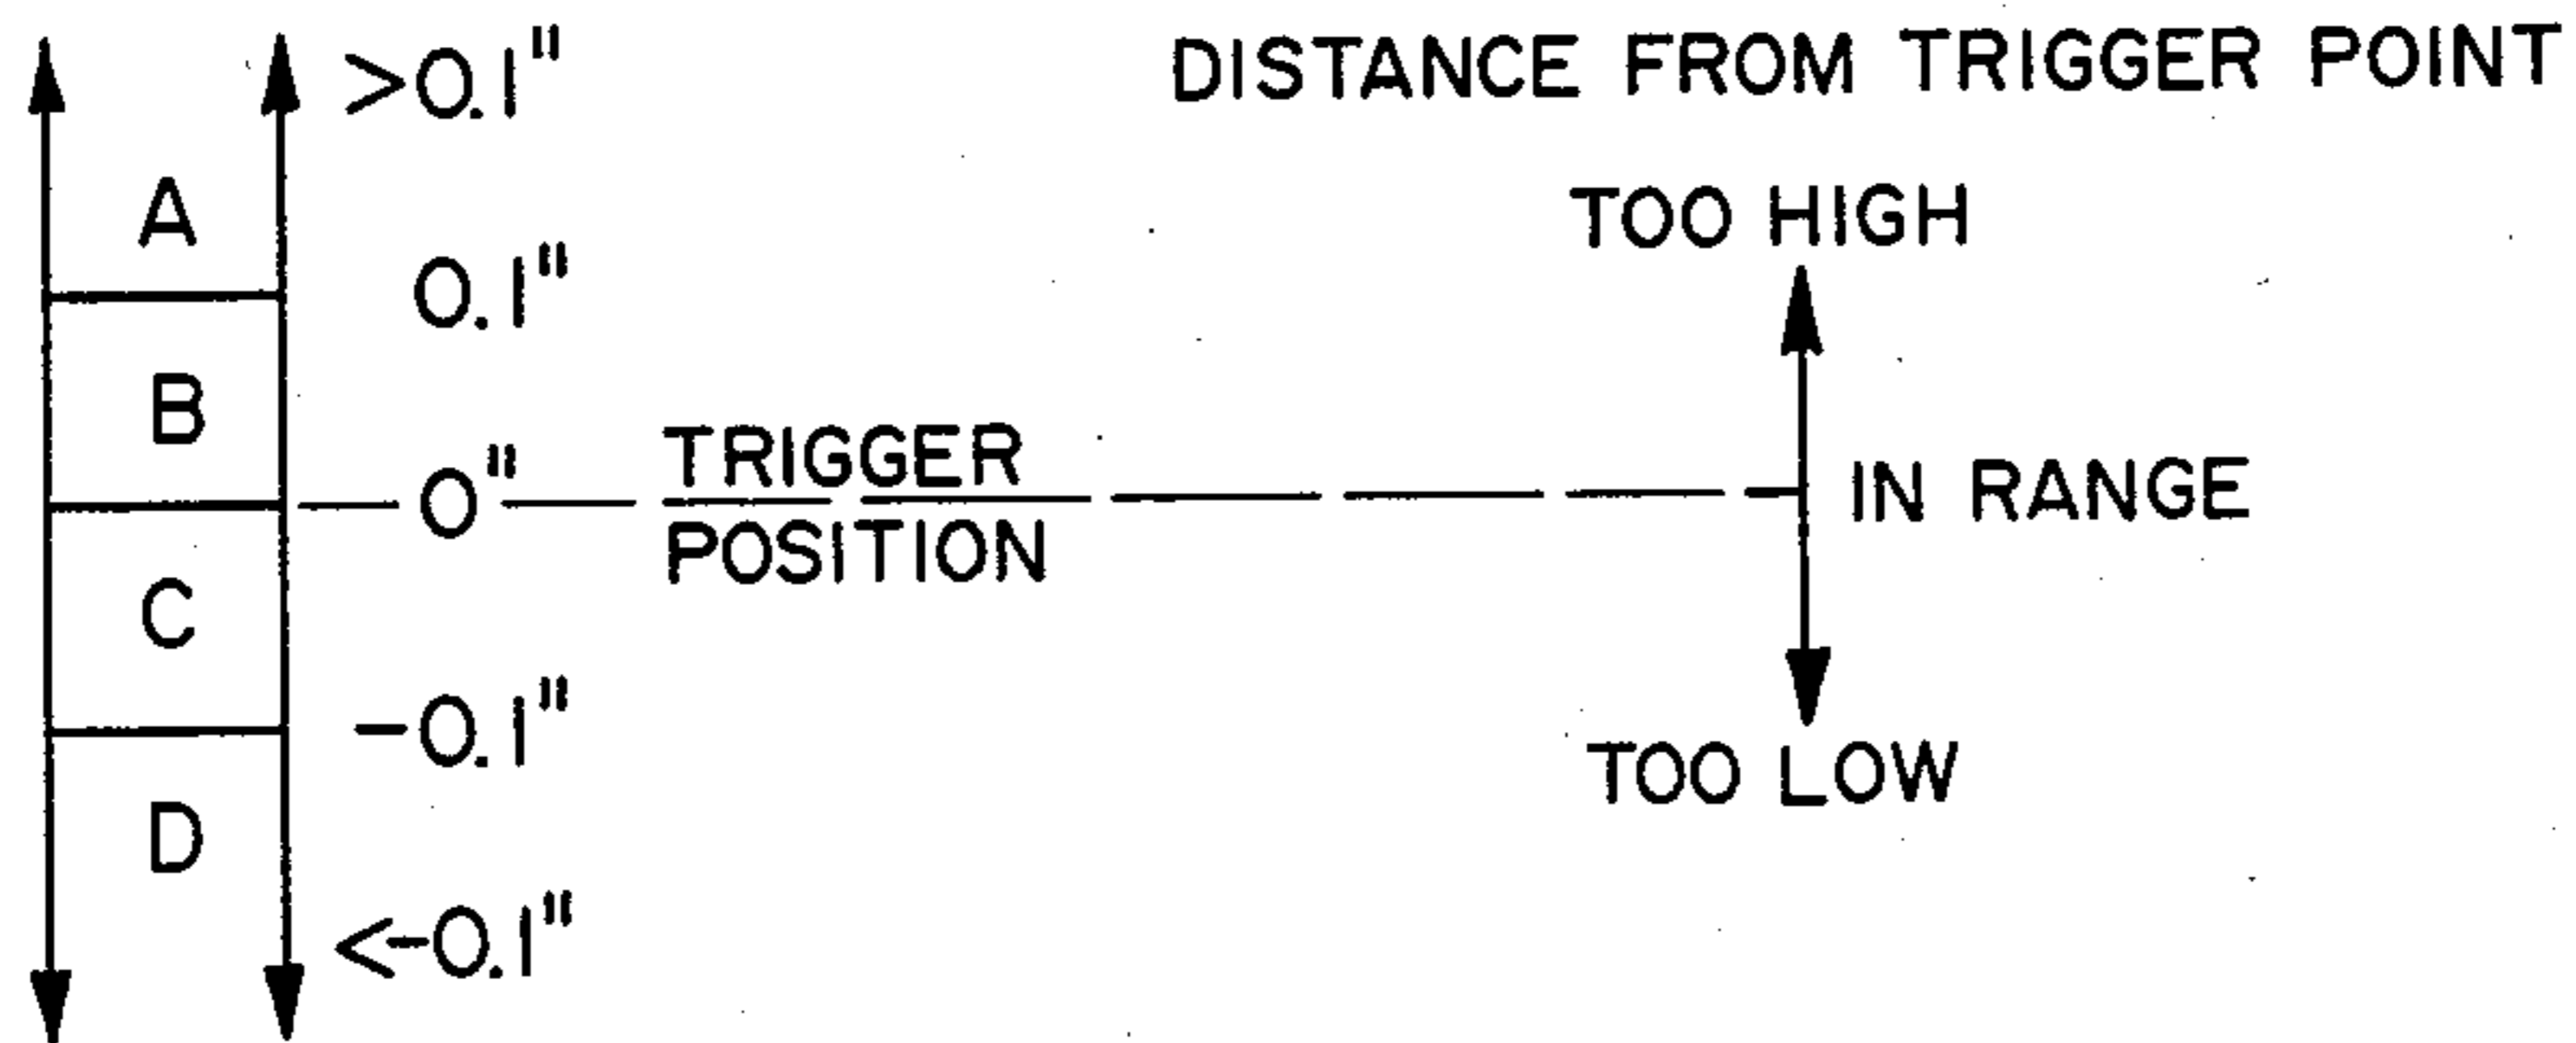 >0.1"
DISTANCE FROM TRIGGER POINT
A
TOO HIGH
0.1"
B
0"
TRIGGER
POSITION
IN RANGE
C
-0.1"
TOO LOW
D
<-0.1"